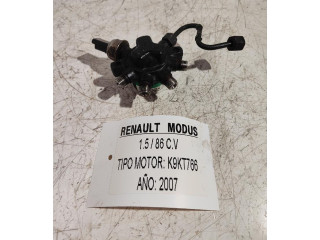 RENAULT MODUS
1.5 / 86 C.V
TIPO MOTOR: K9KT766
AÑO: 2007